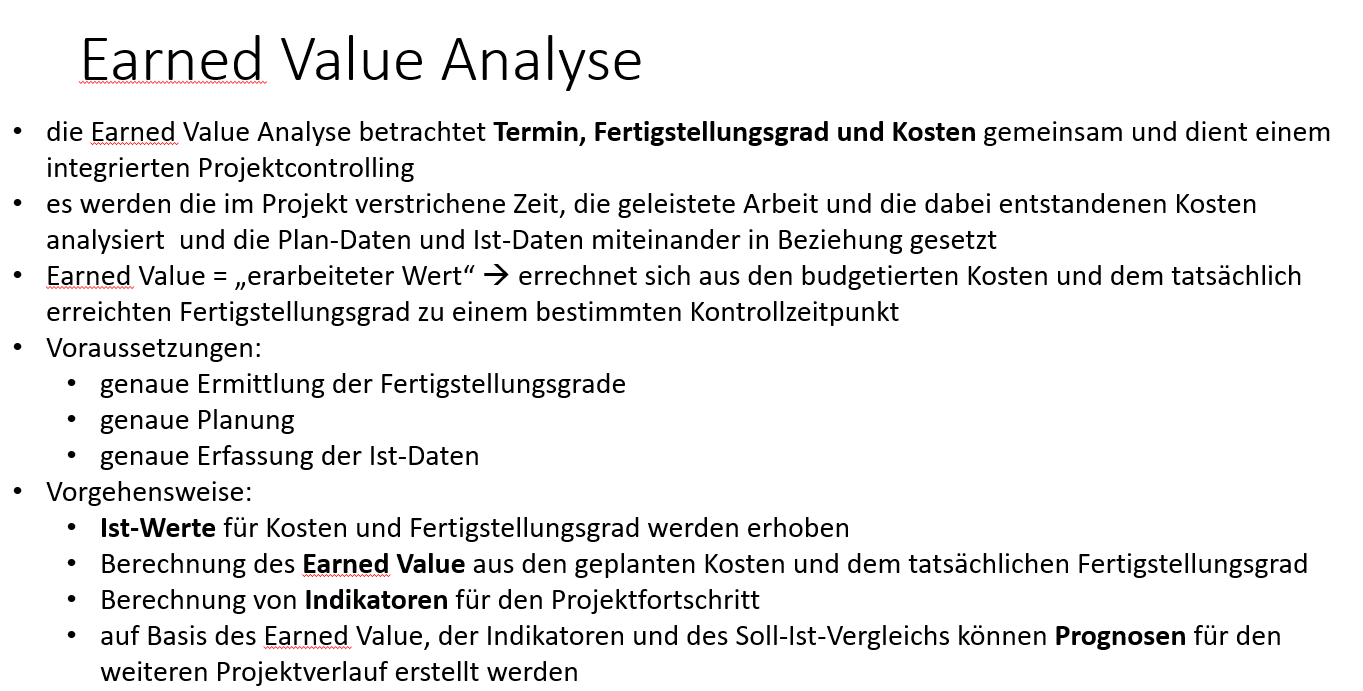 Earned Value Analyse
• die Earned Value Analyse betrachtet Termin, Fertigstellungsgrad und Kosten gemeinsam und dient einem
integrierten Projektcontrolling
• es werden die im Projekt verstrichene Zeit, die geleistete Arbeit und die dabei entstandenen Kosten
analysiert  und die Plan-Daten und Ist-Daten miteinander in Beziehung gesetzt
• Earned Value = „erarbeiteter Wert“ → errechnet sich aus den budgetierten Kosten und dem tatsächlich
erreichten Fertigstellungsgrad zu einem bestimmten Kontrollzeitpunkt
• Voraussetzungen:
• genaue Ermittlung der Fertigstellungsgrade
• genaue Planung
• genaue Erfassung der Ist-Daten
• Vorgehensweise:
• Ist-Werte für Kosten und Fertigstellungsgrad werden erhoben
• Berechnung des Earned Value aus den geplanten Kosten und dem tatsächlichen Fertigstellungsgrad
• Berechnung von Indikatoren für den Projektfortschritt
• auf Basis des Earned Value, der Indikatoren und des Soll-Ist-Vergleichs können Prognosen für den
weiteren Projektverlauf erstellt werden